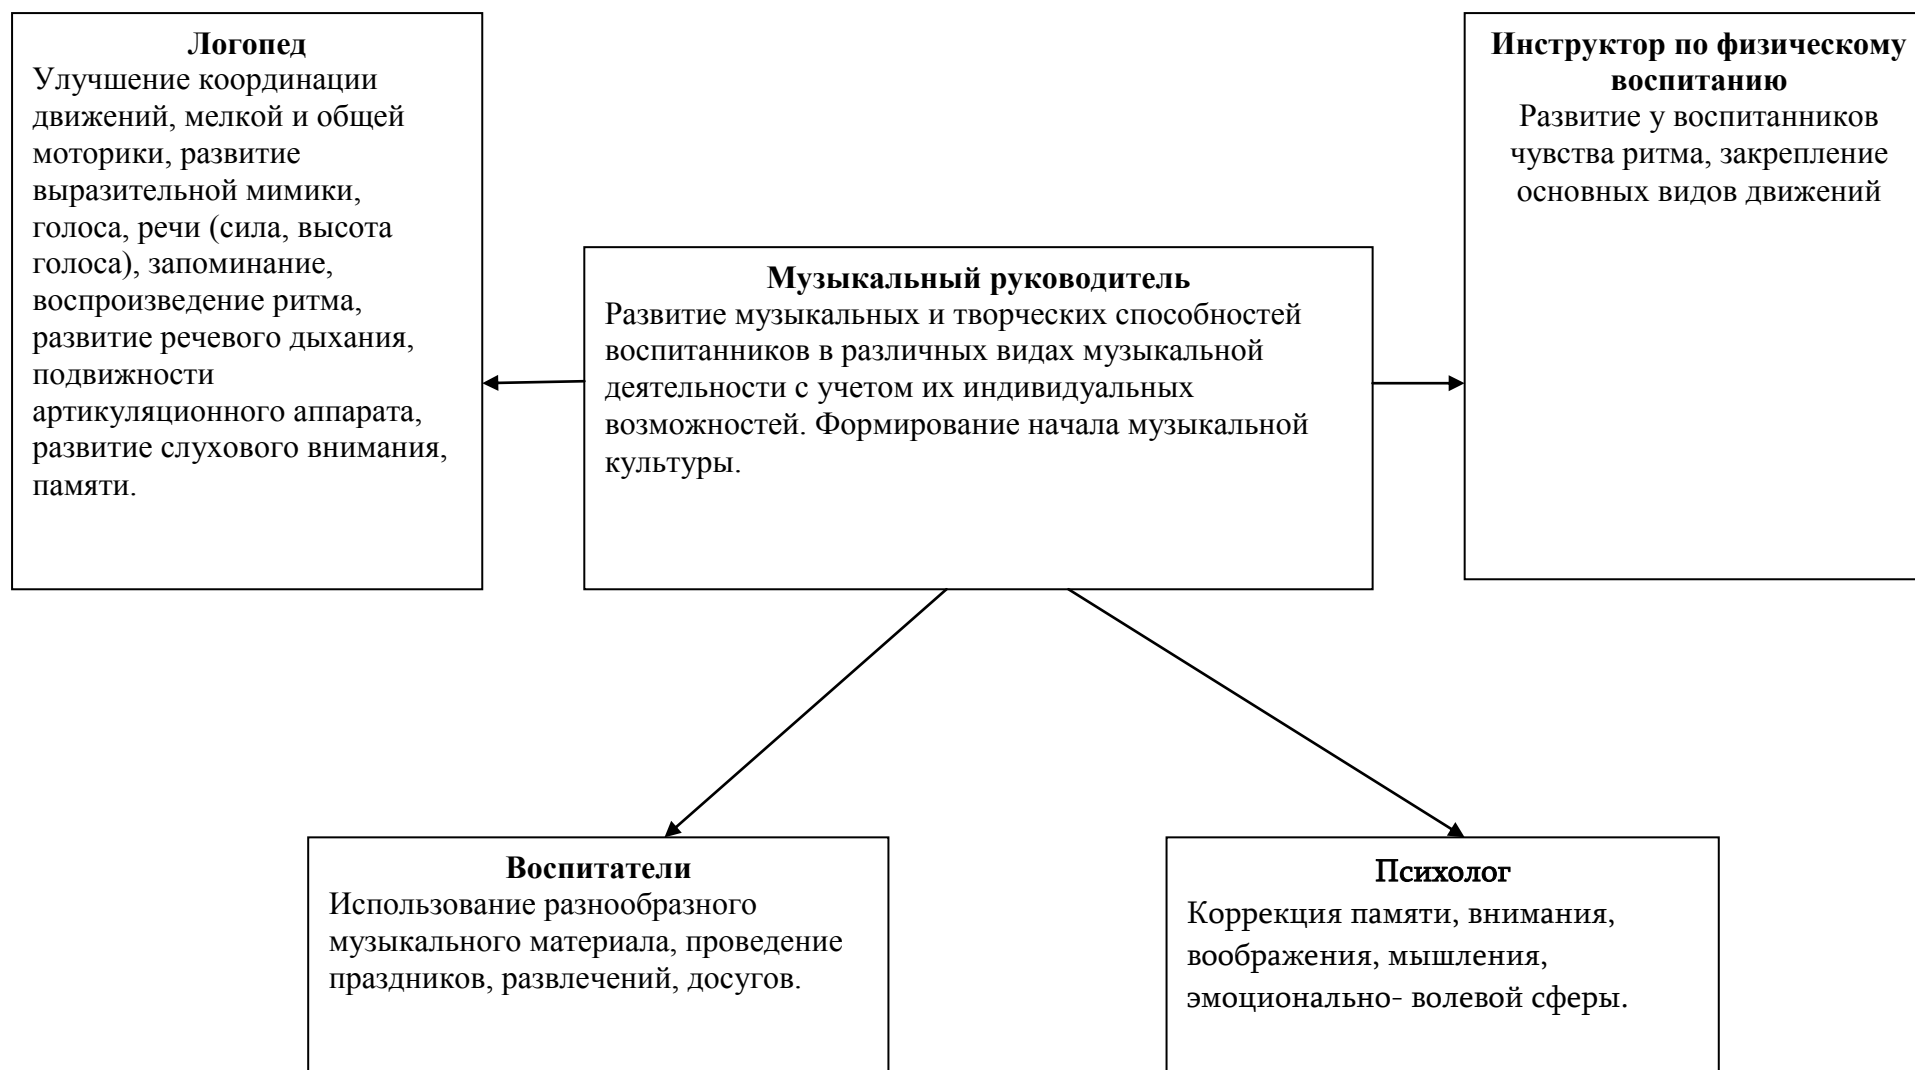 Логопед
Улучшение координации
движений, мелкой и общей
моторики, развитие
выразительной мимики,
голоса, речи (сила, высота
голоса), запоминание,
воспроизведение ритма,
развитие речевого дыхания,
подвижности
артикуляционного аппарата,
развитие слухового внимания,
памяти.
Музыкальный руководитель
Развитие музыкальных и творческих способностей
воспитанников в различных видах музыкальной
деятельности с учетом их индивидуальных
возможностей. Формирование начала музыкальной
культуры.
Инструктор по физическому
воспитанию
Развитие у воспитанников
чувства ритма, закрепление
основных видов движений
Воспитатели
Использование разнообразного
музыкального материала, проведение
праздников, развлечений, досугов.
Психолог
Коррекция памяти, внимания,
воображения, мышления,
эмоционально- волевой сферы.